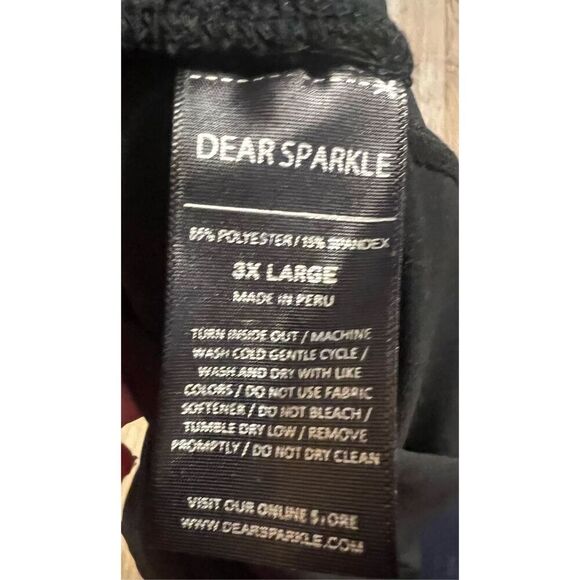 DEAR SPARKLE
85% POLYESTER / 15% SPANDEX
3X LARGE
MADE IN PERU
TURN INSIDE OUT / MACHINE
WASH COLD GENTLE CYCLE /
WASH AND DRY WITH LIKE
COLORS / DO NOT USE FABRIC
SOFTENER / DO NOT BLEACH /
TUMBLE DRY LOW / REMOVE
PROMPTLY / DO NOT DRY CLEAN
VISIT OUR ONLINE STORE
WWW.DEARSPARKLE.COM